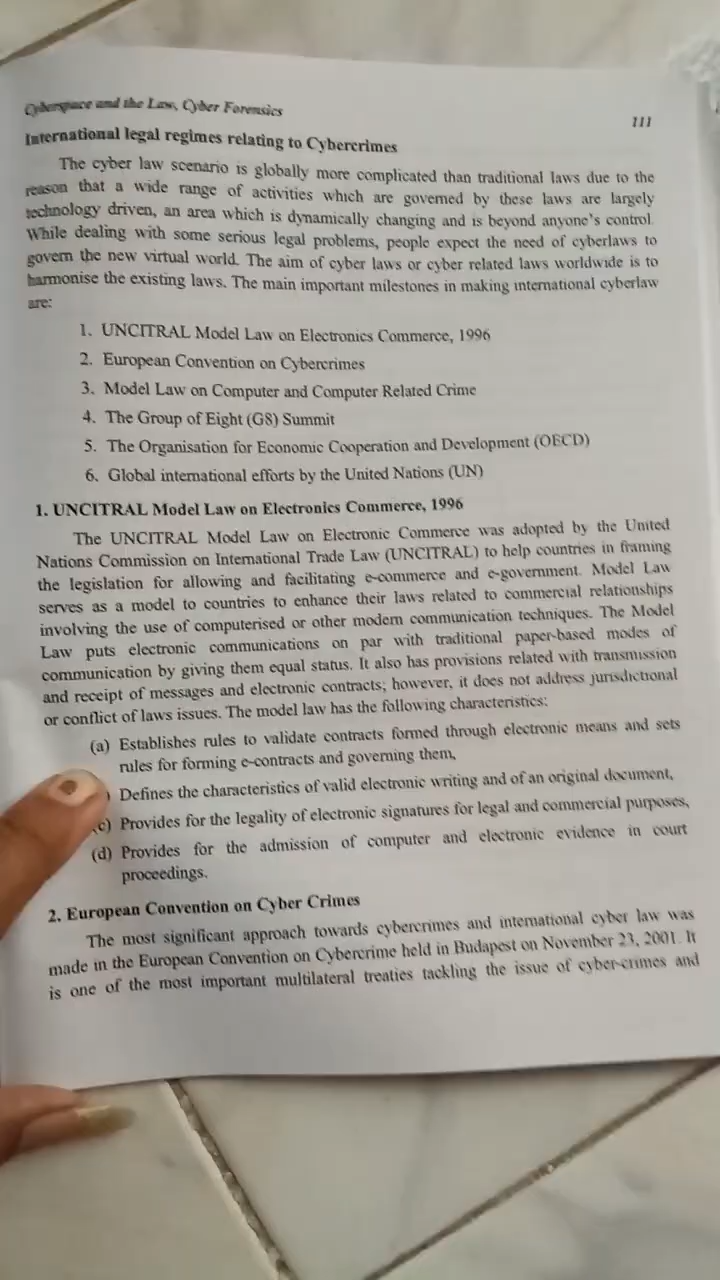 Cyberspace and the Law, Cyber Forensics
111
International legal regimes relating to Cybercrimes
The cyber law scenario is globally more complicated than traditional laws due to the
reason that a wide range of activities which are governed by these laws are largely
technology driven, an area which is dynamically changing and is beyond anyone's control.
While dealing with some serious legal problems, people expect the need of cyberlaws to
govern the new virtual world. The aim of cyber laws or cyber related laws worldwide is to
harmonise the existing laws. The main important milestones in making international cyberlaw
are:
1. UNCITRAL Model Law on Electronics Commerce, 1996
2. European Convention on Cybercrimes
3. Model Law on Computer and Computer Related Crime
4. The Group of Eight (G8) Summit
5. The Organisation for Economic Cooperation and Development (OECD)
6. Global international efforts by the United Nations (UN)
1. UNCITRAL Model Law on Electronics Commerce, 1996
The UNCITRAL Model Law on Electronic Commerce was adopted by the United
Nations Commission on International Trade Law (UNCITRAL) to help countries in framing
the legislation for allowing and facilitating e-commerce and e-government. Model Law
serves as a model to countries to enhance their laws related to commercial relationships
involving the use of computerised or other modern communication techniques. The Model
Law puts electronic communications on par with traditional paper-based modes of
communication by giving them equal status. It also has provisions related with transmission
and receipt of messages and electronic contracts; however, it does not address jurisdictional
or conflict of laws issues. The model law has the following characteristics:
(a) Establishes rules to validate contracts formed through electronic means and sets
rules for forming e-contracts and governing them,
) Defines the characteristics of valid electronic writing and of an original document,
(c) Provides for the legality of electronic signatures for legal and commercial purposes,
(d) Provides for the admission of computer and electronic evidence in court
proceedings.
2. European Convention on Cyber Crimes
The most significant approach towards cybercrimes and international cyber law was
made in the European Convention on Cybercrime held in Budapest on November 23, 2001. It
is one of the most important multilateral treaties tackling the issue of cyber-crimes and